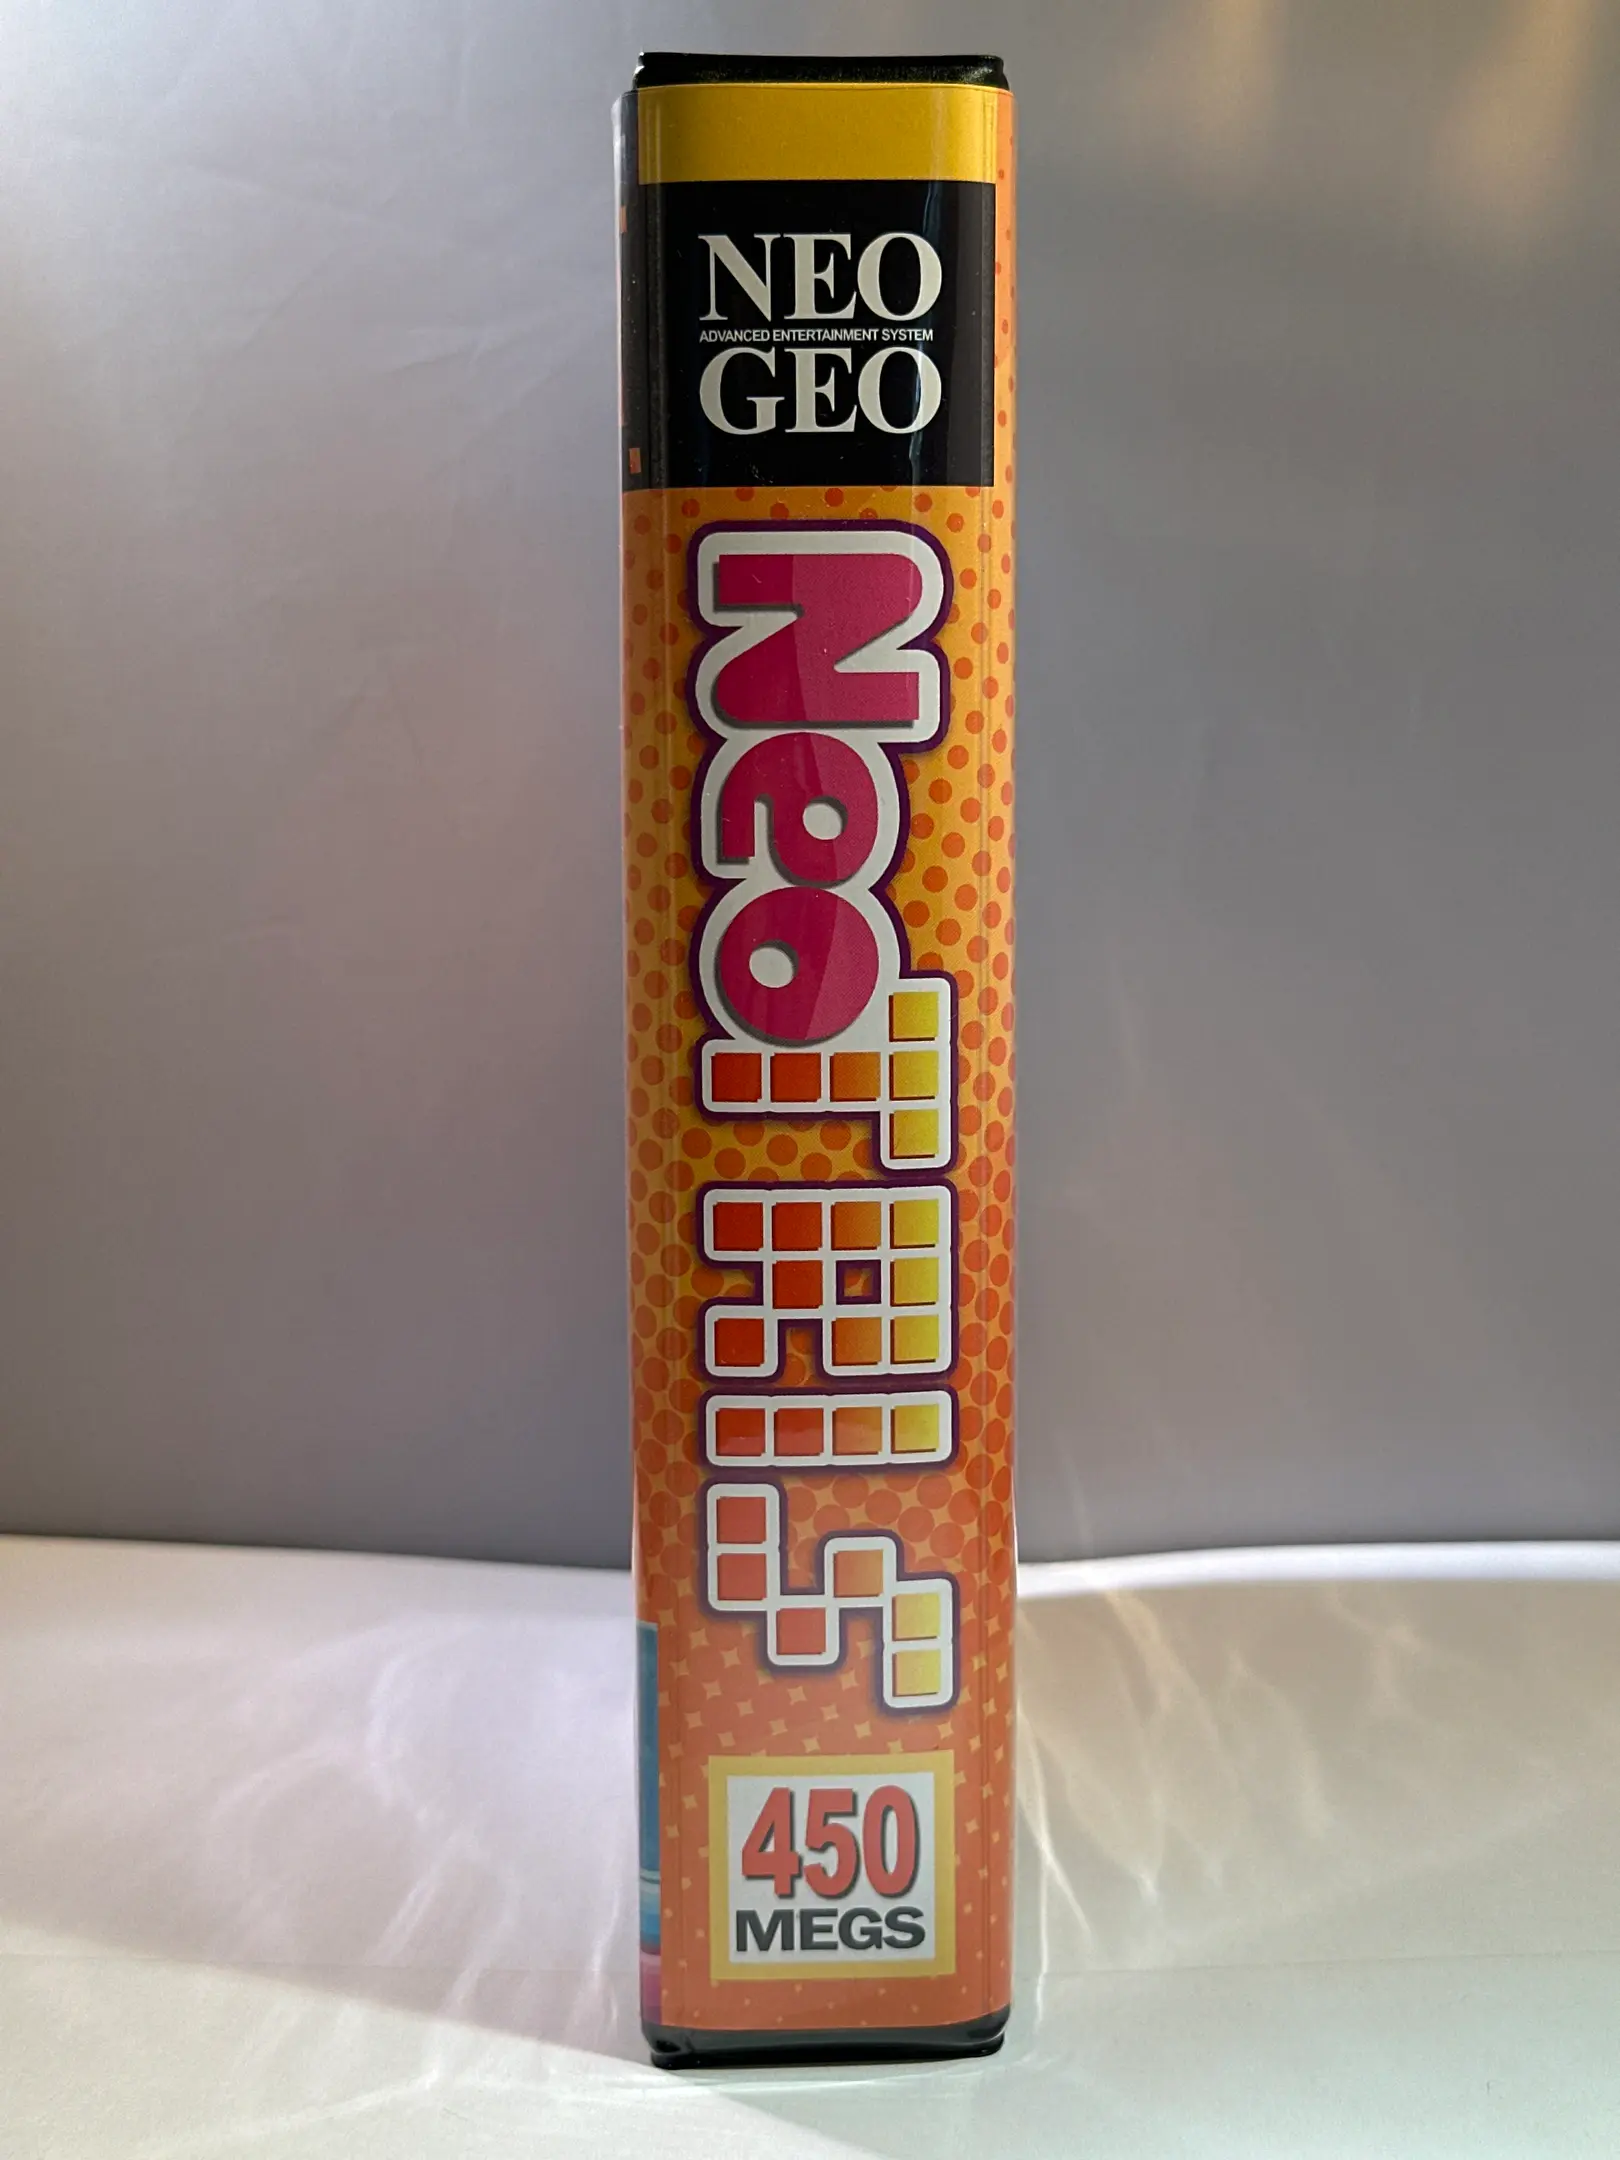 NEO
ADVANCED ENTERTAINMENT SYSTEM
GEO
NeoTRIS
450
MEGS